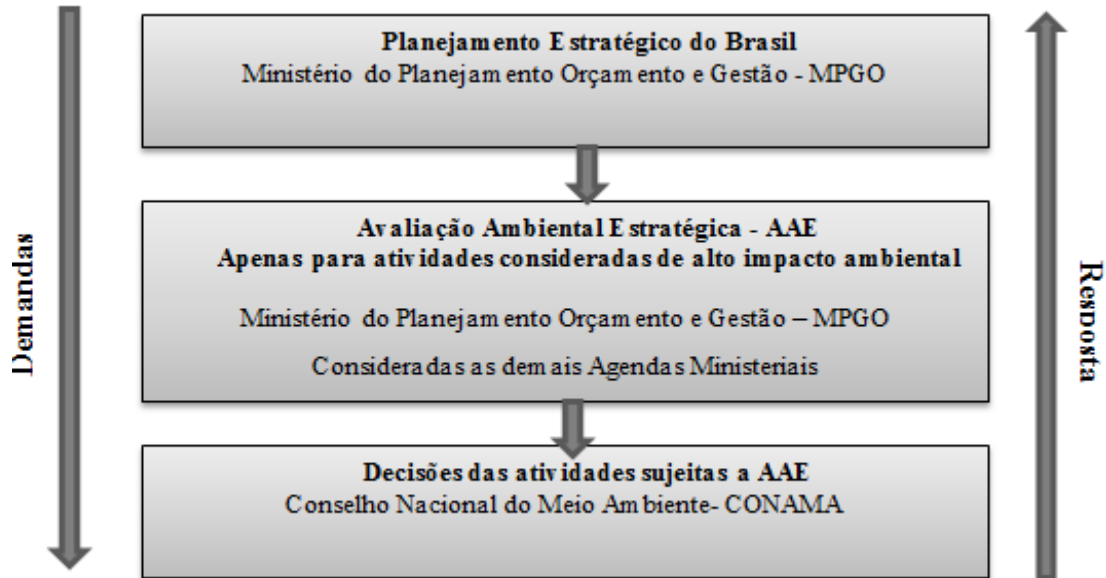 Planejamento Estratégico do Brasil
Ministério do Planejamento Orçamento e Gestão - MPGO
Avaliação Ambiental Estratégica - AAE
Apenas para atividades consideradas de alto impacto ambiental
Ministério do Planejamento Orçamento e Gestão – MPGO
Consideradas as demais Agendas Ministeriais
Decisões das atividades sujeitas a AAE
Conselho Nacional do Meio Ambiente- CONAMA
Demandas
Resposta